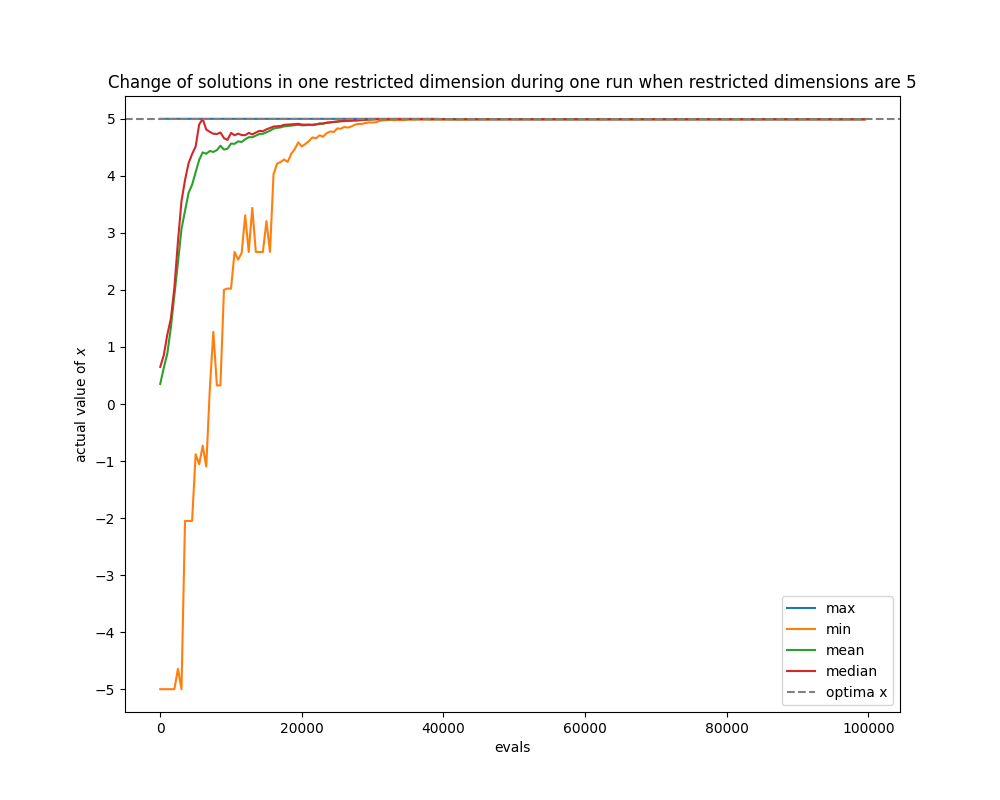 Change of solutions in one restricted dimension during one run when restricted dimensions are 5
5
4
3
2
1
0
−1
−2
−3
−4
−5
actual value of x
0 20000 40000 60000 80000 100000
evals
max
min
mean
median
optima x